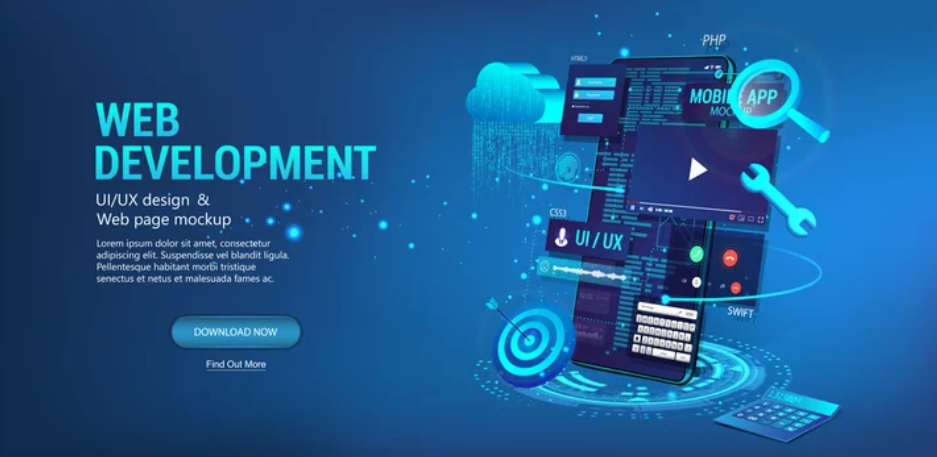 WEB
DEVELOPMENT
UI/UX design &
Web page mockup
Lorem ipsum dolor sit amet, consectetur
adipiscing elit. Suspendisse vel blandit ligula.
Pellentesque habitant morbi tristique
senectus et netus et malesuada fames ac.
DOWNLOAD NOW
Find Out More
PHP
MOBILE APP
CSS3
UI / UX
SWIFT